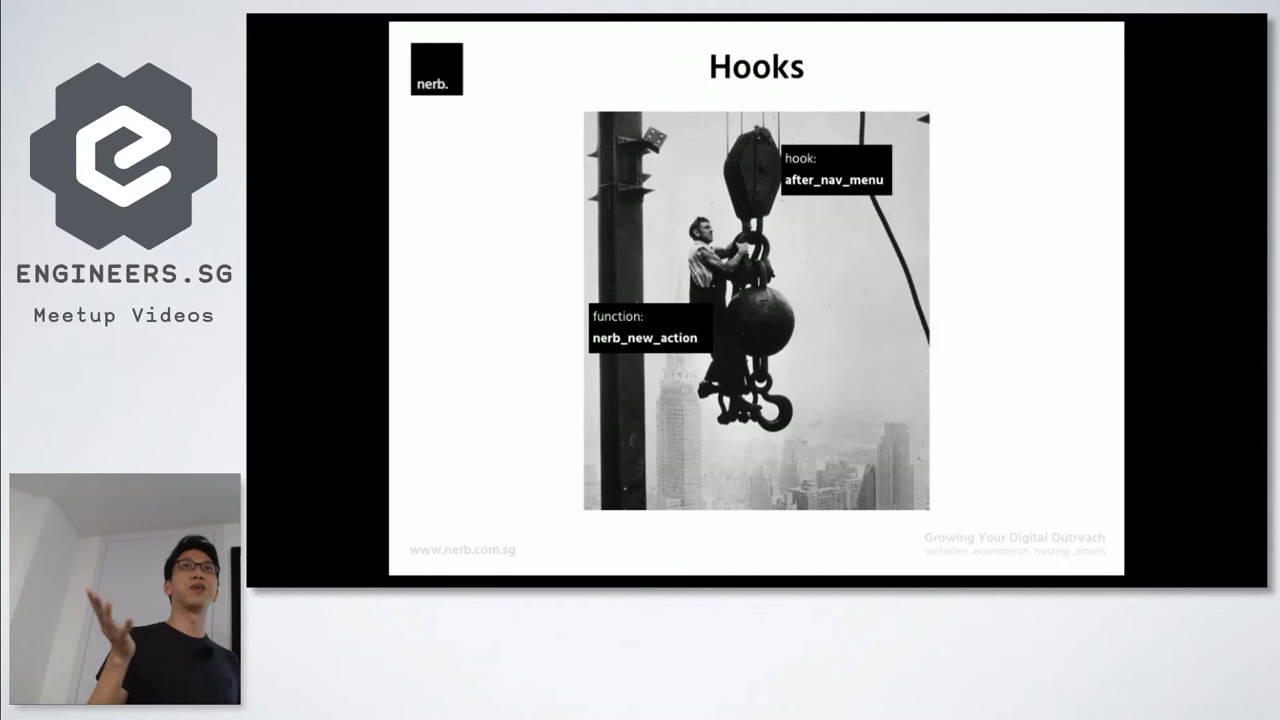 ENGINEERS.SG
Meetup Videos
nerb.
Hooks
hook:
after_nav_menu
function:
nerb_new_action
www.nerb.com.sg
Growing Your Digital Outreach
websites . ecommerce . hosting . emails